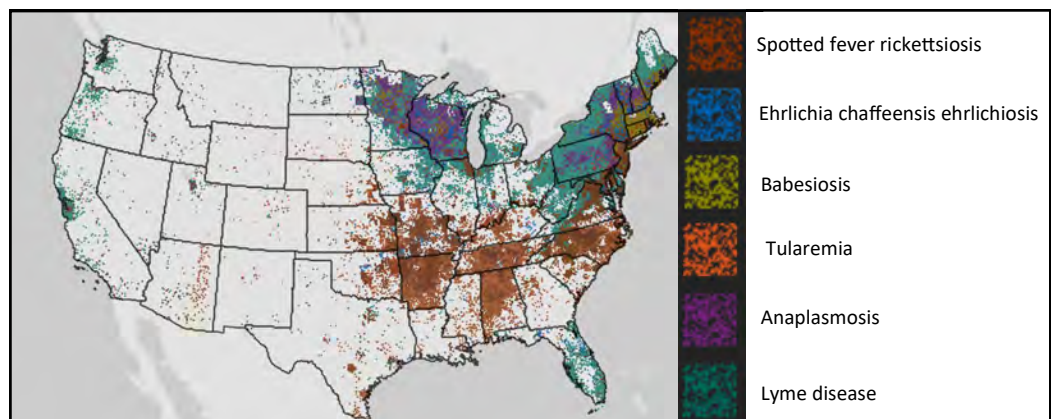 Spotted fever rickettsiosis
Ehrlichia chaffeensis ehrlichiosis
Babesiosis
Tularemia
Anaplasmosis
Lyme disease